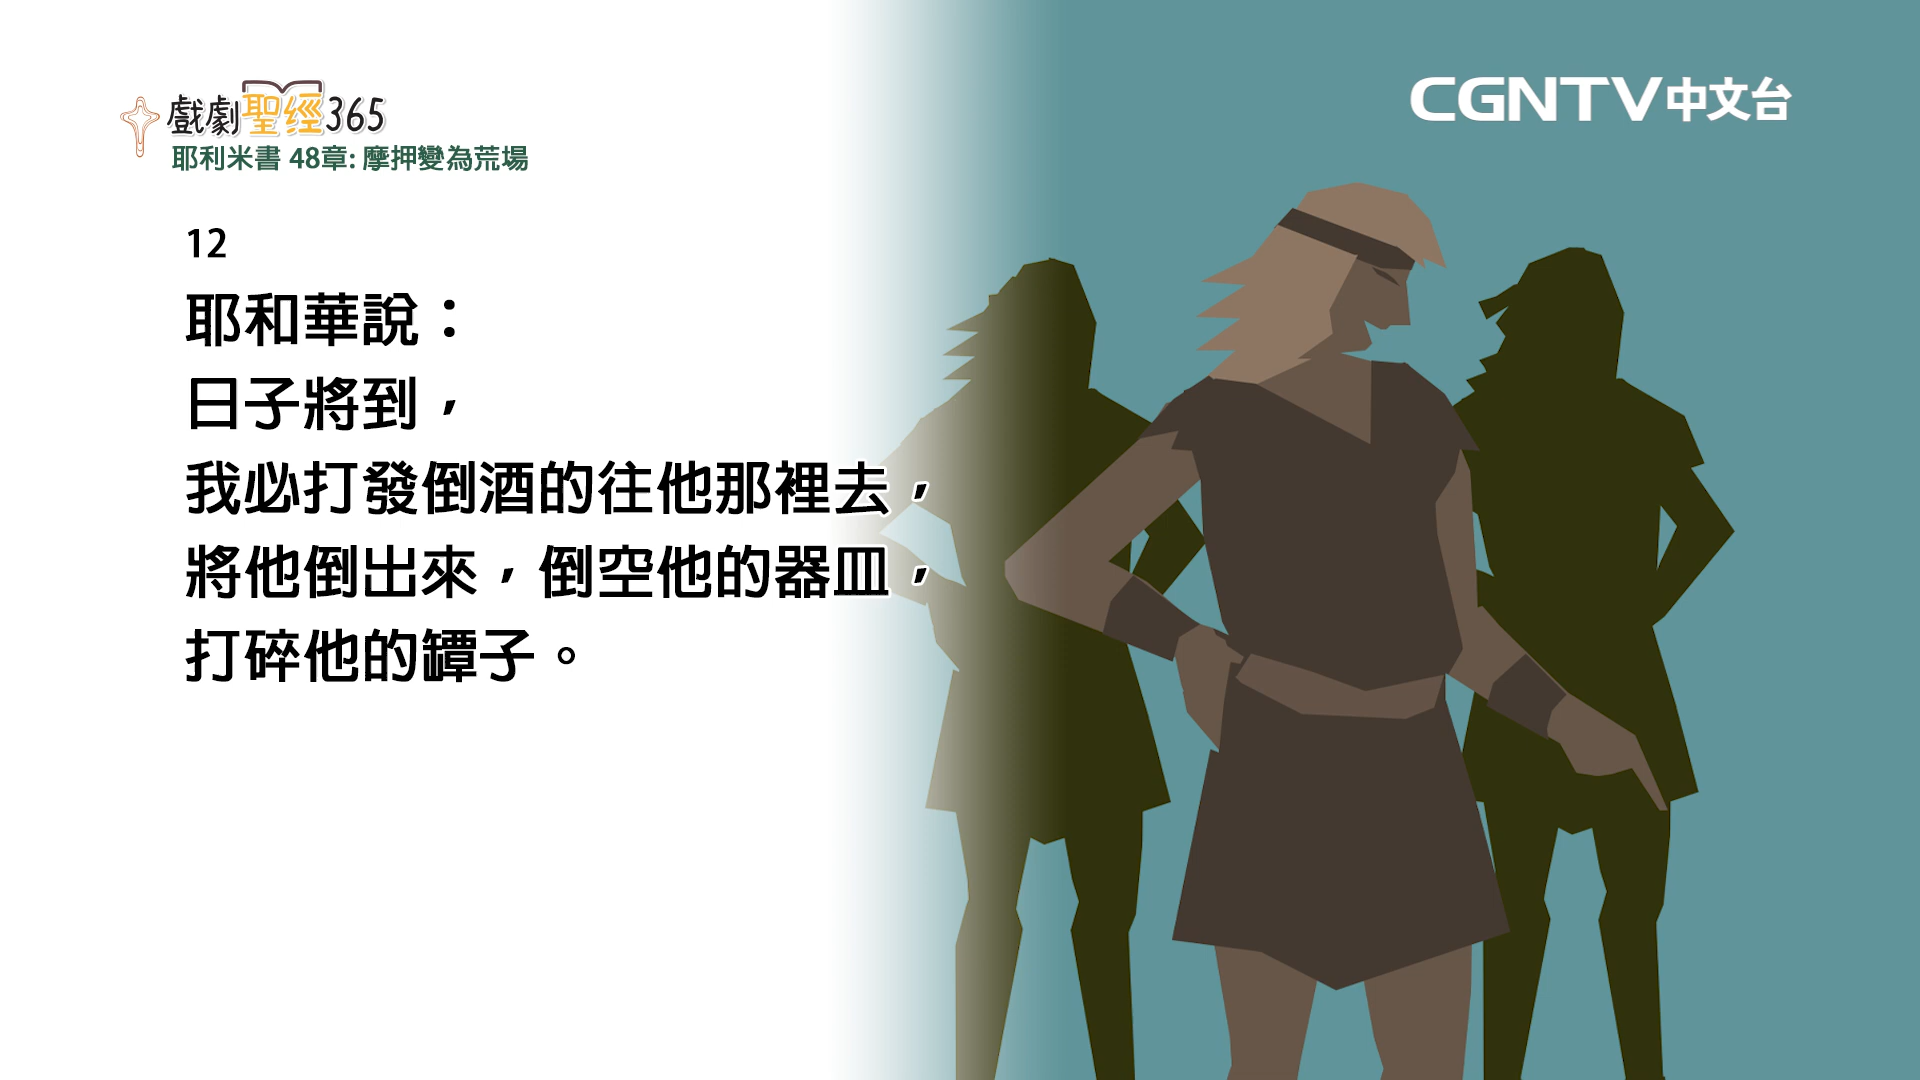 戲劇聖經365
CGNTV中文台
耶利米書 48章: 摩押變為荒場
12
耶和華說：
日子將到，
我必打發倒酒的往他那裡去，
將他倒出來，倒空他的器皿，
打碎他的罈子。